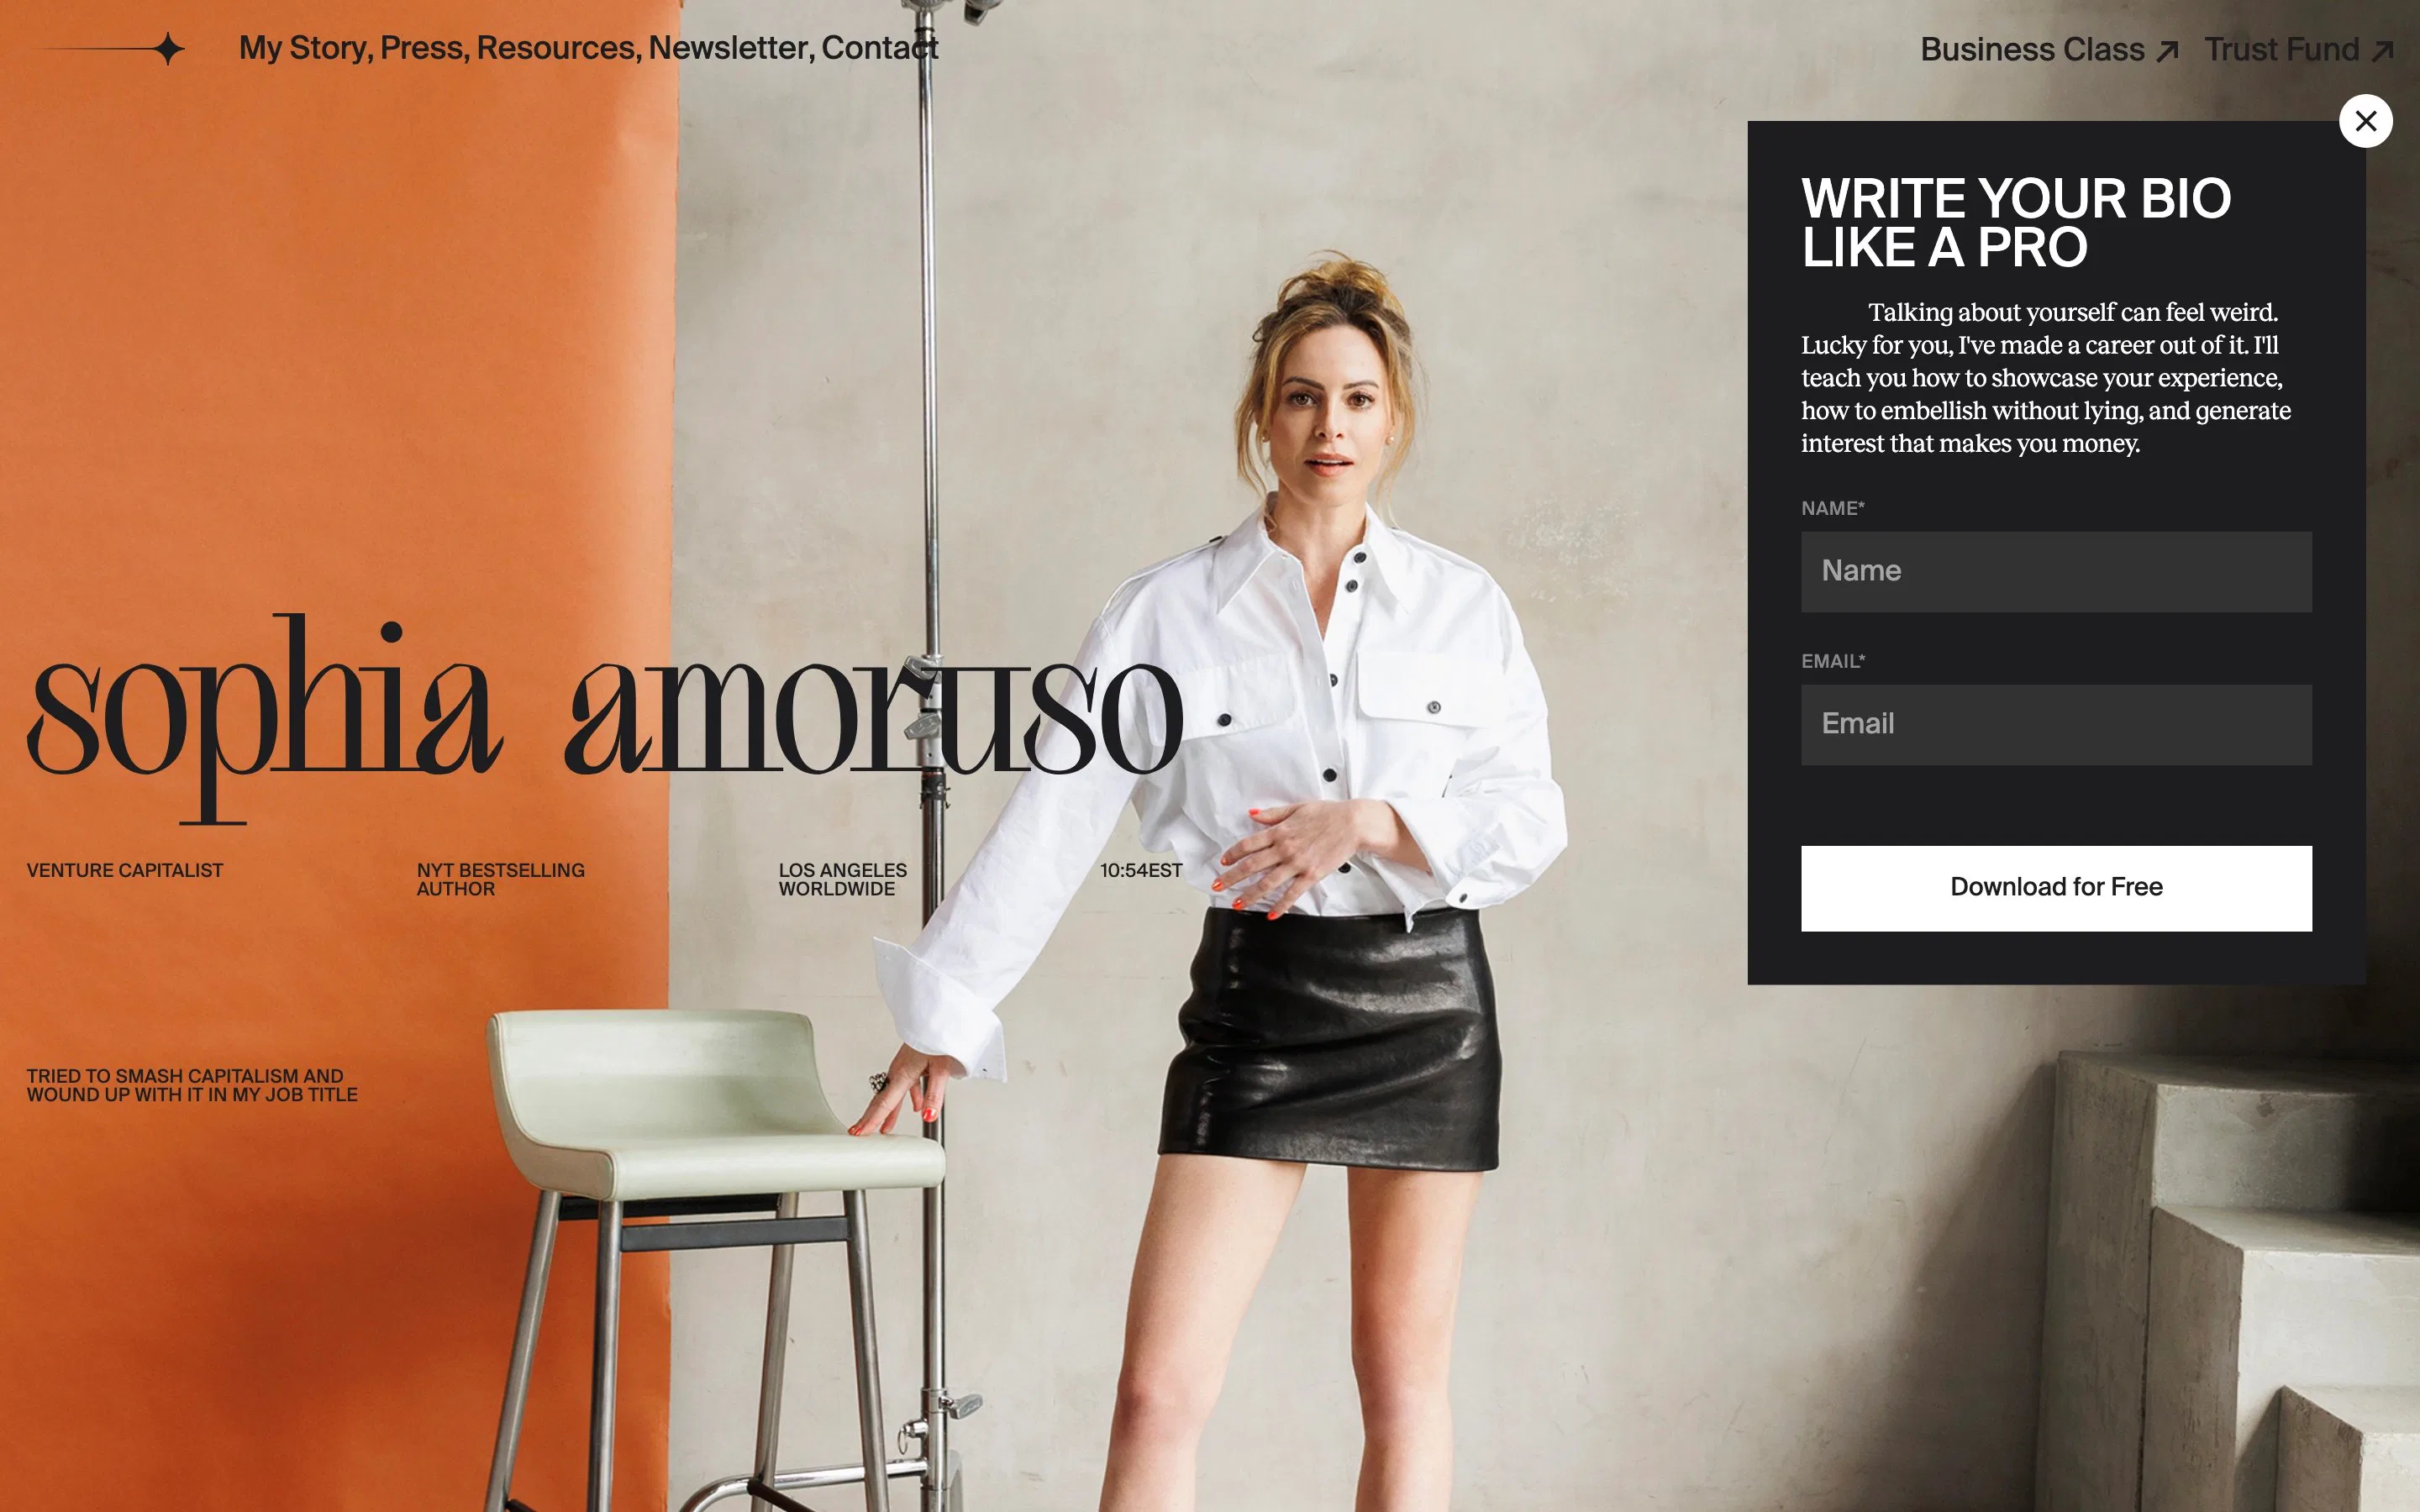 My Story, Press, Resources, Newsletter, Contact
Business Class ↗ Trust Fund ↗
sophia amoruso
VENTURE CAPITALIST
NYT BESTSELLING
AUTHOR
LOS ANGELES
WORLDWIDE
10:54EST
TRIED TO SMASH CAPITALISM AND
WOUND UP WITH IT IN MY JOB TITLE
WRITE YOUR BIO
LIKE A PRO
Talking about yourself can feel weird.
Lucky for you, I've made a career out of it. I'll
teach you how to showcase your experience,
how to embellish without lying, and generate
interest that makes you money.
NAME*
Name
EMAIL*
Email
Download for Free